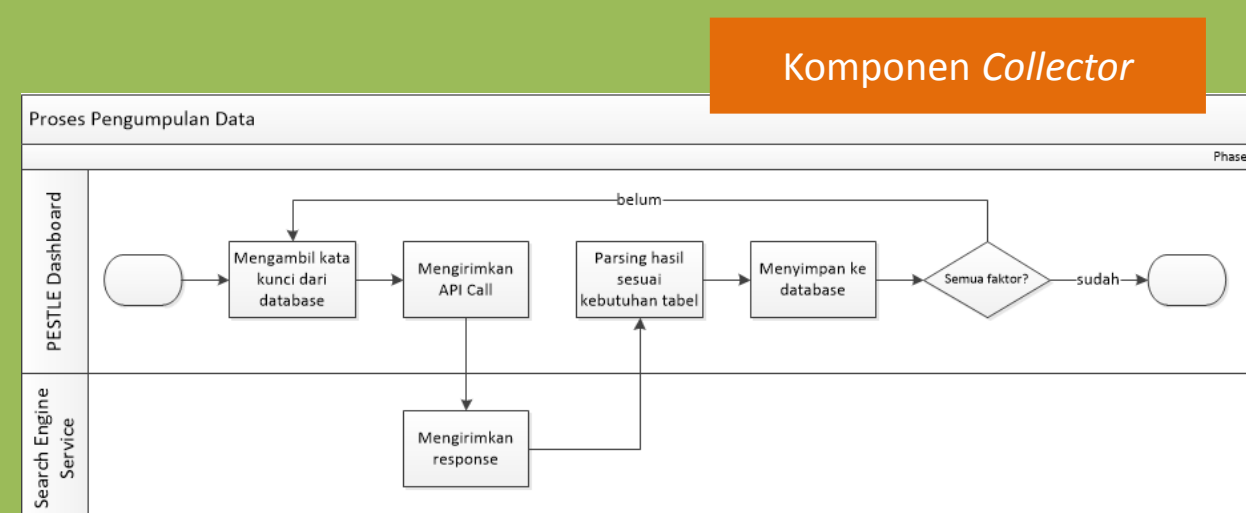 Komponen Collector
Proses Pengumpulan Data
Phase
PESTLE Dashboard
belum
Mengambil kata
kunci dari
database
Mengirimkan
API Call
Parsing hasil
sesuai
kebutuhan tabel
Menyimpan ke
database
Semua faktor?
sudah
Search Engine
Service
Mengirimkan
response